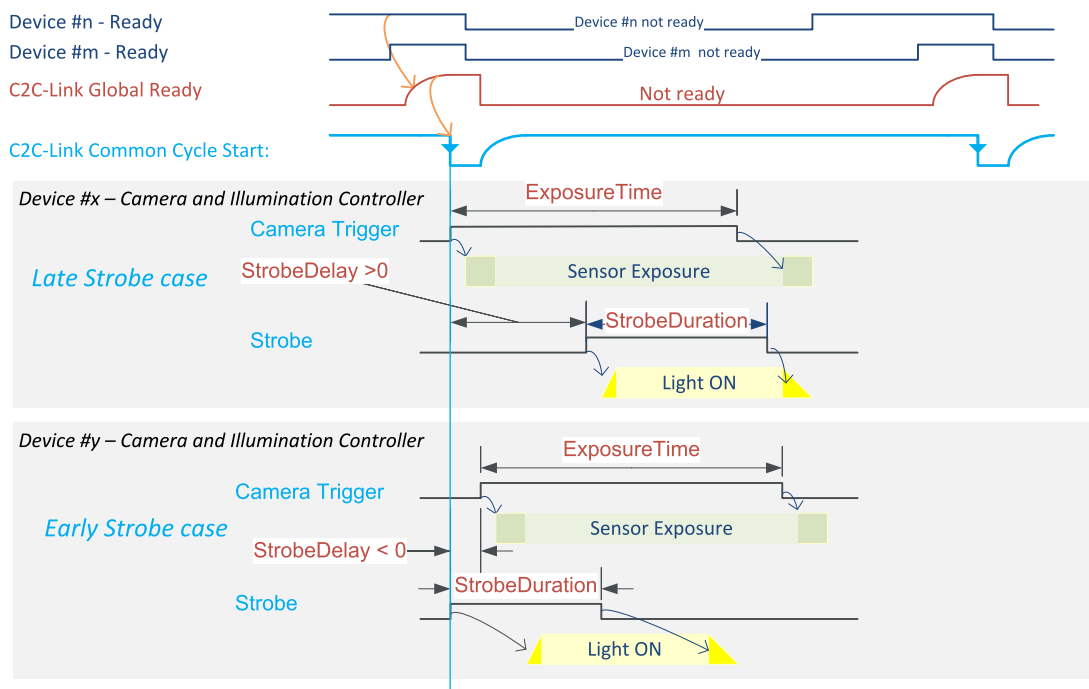 Device #n - Ready
Device #n not ready
Device #m - Ready
Device #m  not ready
C2C-Link Global Ready
Not ready
C2C-Link Common Cycle Start:
Device #x – Camera and Illumination Controller
ExposureTime
Camera Trigger
Late Strobe case
StrobeDelay >0
Sensor Exposure
StrobeDuration
Strobe
Light ON
Device #y – Camera and Illumination Controller
ExposureTime
Camera Trigger
Early Strobe case
Sensor Exposure
StrobeDelay < 0
StrobeDuration
Strobe
Light ON